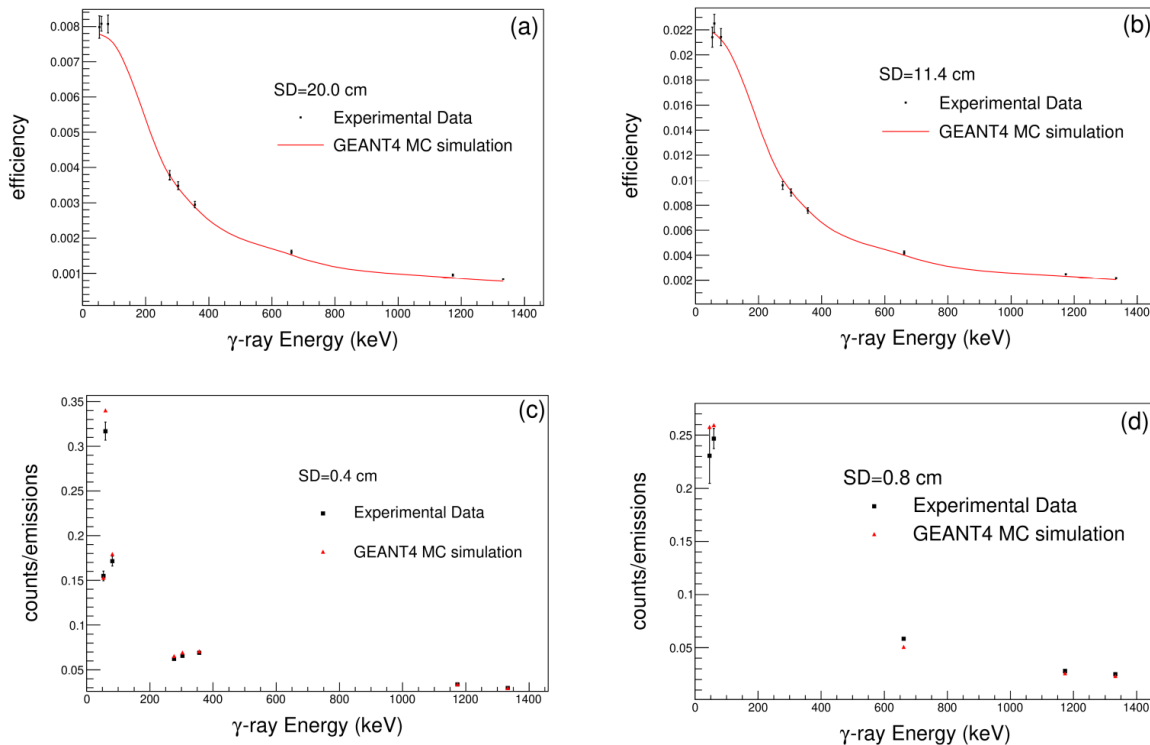 (a)
SD=20.0 cm
Experimental Data
GEANT4 MC simulation
efficiency
0.008
0.007
0.006
0.005
0.004
0.003
0.002
0.001
0 200 400 600 800 1000 1200 1400
γ-ray Energy (keV)
(b)
SD=11.4 cm
Experimental Data
GEANT4 MC simulation
efficiency
0.022
0.02
0.018
0.016
0.014
0.012
0.01
0.008
0.006
0.004
0.002
0 200 400 600 800 1000 1200 1400
γ-ray Energy (keV)
(c)
SD=0.4 cm
Experimental Data
GEANT4 MC simulation
counts/emissions
0.35
0.3
0.25
0.2
0.15
0.1
0.05
0 200 400 600 800 1000 1200 1400
γ-ray Energy (keV)
(d)
SD=0.8 cm
Experimental Data
GEANT4 MC simulation
counts/emissions
0.25
0.2
0.15
0.1
0.05
0 200 400 600 800 1000 1200 1400
γ-ray Energy (keV)